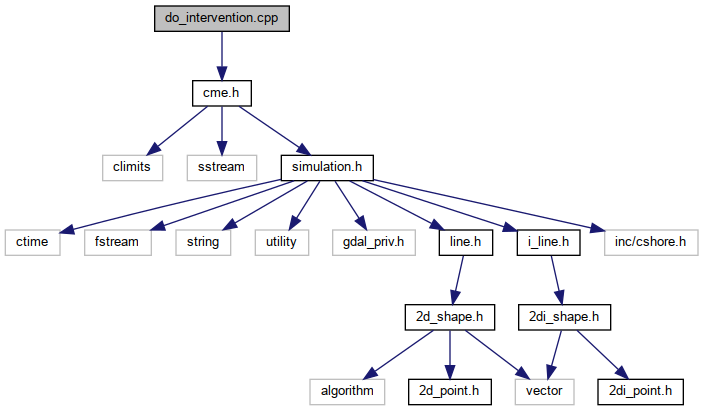 do_intervention.cpp
cme.h
climits
sstream
simulation.h
ctime
fstream
string
utility
gdal_priv.h
line.h
i_line.h
inc/cshore.h
2d_shape.h
2di_shape.h
algorithm
2d_point.h
vector
2di_point.h